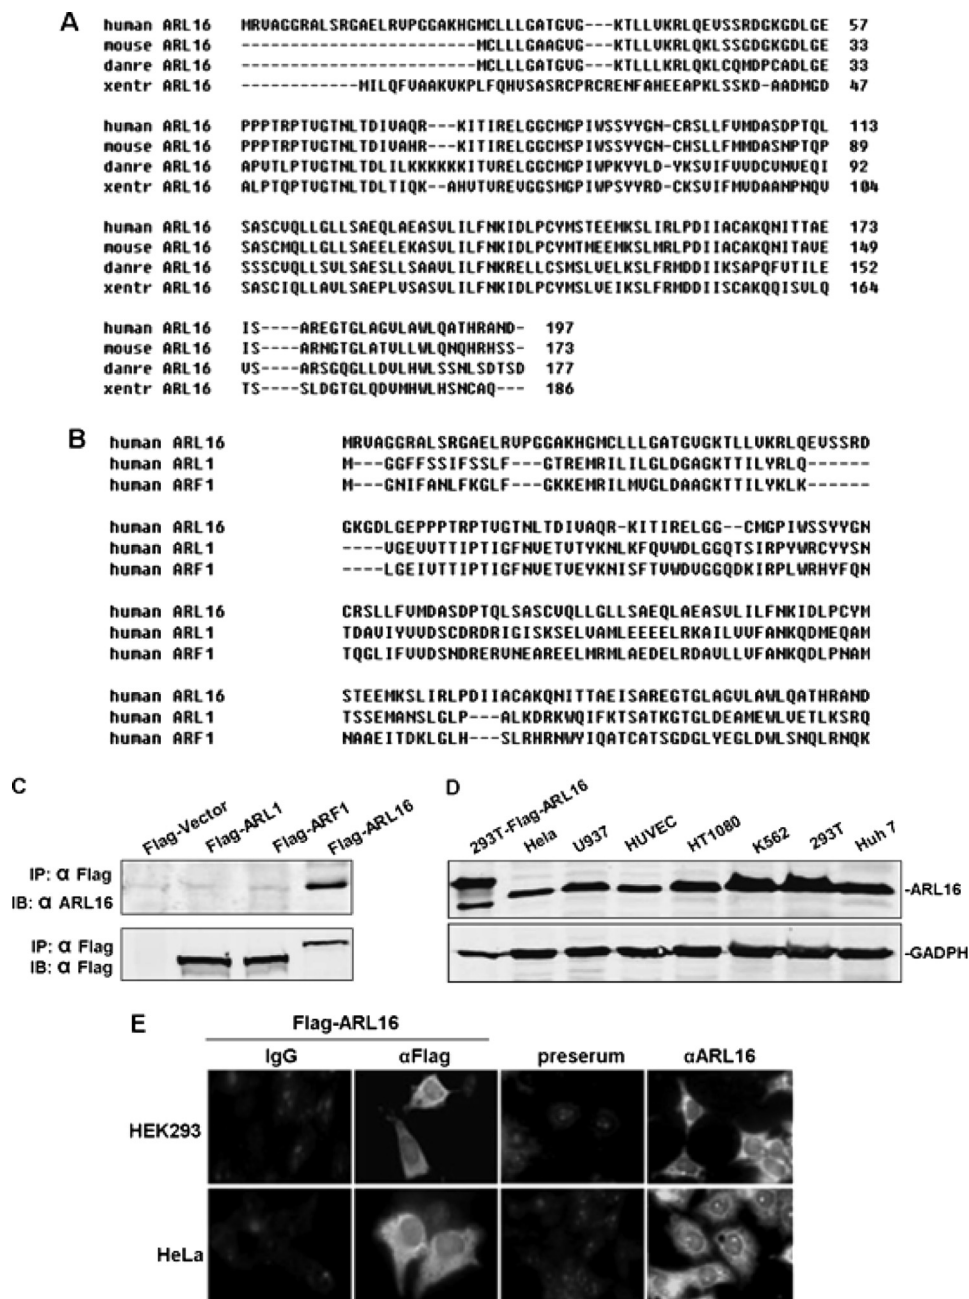 A
human ARL16 MRVAGGRALSRGAELRVPGGAKHGMCLLLGATGVG---KTLLVKRLQEVSSRDGKGDLGE 57
mouse ARL16 ------------------------MCLLLGAAGVG---KTLLVKRLQKLSSGDGKGDLGE 33
danre ARL16 ------------------------MCLLLGATGVG---KTLLLKRLQKLCQMDPCADLGE 33
xentr ARL16 ------------MILQFVAAKVKPLFQHVSASRCPRCRENFAHEEAPKLSSKD-AADMGD 47
human ARL16 PPPTRPTVGTNLTDIVAQR---KITIRELGGCMGPIWSSYYGN-CRSLLFVMDASDPTQL 113
mouse ARL16 PPPTRPTVGTNLTDIVAHR---KITIRELGGCMSPIWSSYYGN-CHSLLFMMDASNPTQP 89
danre ARL16 APVTLPTVGTNLTDLILKKKKKKITVRELGGCMGPIWPKYYLD-YKSVIFVVDCVNVEQI 92
xentr ARL16 ALPTQPTVGTNLTDLTIQK--AHVTVREVGGSMGPIWPSYYRD-CKSVIFMVDAANPNQV 104
human ARL16 SASCVQLLGLLSAEQLAEASVLILFNKIDLPCYMSTEEMKSLIRLPDIIACAKQNITTAE 173
mouse ARL16 SASCMQLLGLLSAEELEKASVLILFNKIDLPCYMTMEEMKSLMRLPDIIACAKQNITAVE 149
danre ARL16 SSSCVQLLSVLSAESLLSAAVLILFNKRELLCSMSLVELKSLFRMDDIIKSAPQFVTILE 152
xentr ARL16 SASCIQLLAVLSAEPLVSASVLILFNKIDLPCYMSLVEIKSLFRMDDIISCAKQQISVLQ 164
human ARL16 IS----AREGTGLAGVLAWLQATHRAND- 197
mouse ARL16 IS----ARNGTGLATVLLWLQNQHRHSS- 173
danre ARL16 VS----ARSGQGLLDVLHWLSSNLSDTSD 177
xentr ARL16 TS----SLDGTGLQDVMHWLHSNCAQ--- 186
B
human ARL16 MRVAGGRALSRGAELRVPGGAKHGMCLLLGATGVGKTLLVKRLQEVSSRD
human ARL1 M---GGFFSSIFSSLF---GTREMRILILGLDGAGKTTILYRLQ------
human ARF1 M---GNIFANLFKGLF---GKKEMRILMVGLDAAGKTTILYKLK------
human ARL16 GKGDLGEPPPTRPTVGTNLTDIVAQR-KITIRELGG--CMGPIWSSYYGN
human ARL1 ----VGEVVTTIPTIGFNVETVTYKNLKFQVWDLGGQTSIRPYWRCYYSN
human ARF1 ----LGEIVTTIPTIGFNVETVEYKNISFTVWDVGGQDKIRPLWRHYFQN
human ARL16 CRSLLFVMDASDPTQLSASCVQLLGLLSAEQLAEASVLILFNKIDLPCYM
human ARL1 TDAVIYVVDSCDRDRIGISKSELVAMLEEEELRKAILVVFANKQDMEQAM
human ARF1 TQGLIFVVDSNDRERVNEAREELMRMLAEDELRDAVLLVFANKQDLPNAM
human ARL16 STEEMKSLIRLPDIIACAKQNITTAEISAREGTGLAGVLAWLQATHRAND
human ARL1 TSSEMANSLGLP---ALKDRKWQIFKTSATKGTGLDEAMEWLVETLKSRQ
human ARF1 NAAEITDKLGLH---SLRHRNWYIQATCATSGDGLYEGLDWLSNQLRNQK
C
Flag-Vector Flag-ARL1 Flag-ARF1 Flag-ARL16
IP: α Flag
IB: α ARL16
IP: α Flag
IB: α Flag
D
293T-Flag-ARL16 Hela U937 HUVEC HT1080 K562 293T Huh 7
-ARL16
-GADPH
E
Flag-ARL16
IgG αFlag preserum αARL16
HEK293
HeLa